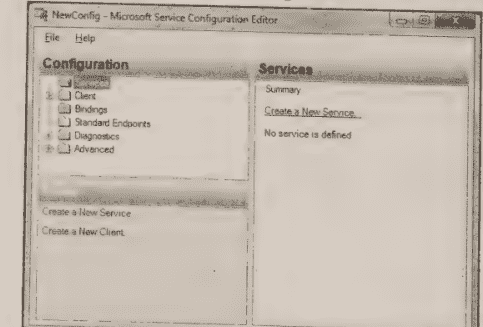 NewConfig - Microsoft Service Configuration Editor
File Help
Configuration
Client
Bindings
Standard Endpoints
Diagnostics
Advanced
Create a New Service
Create a New Client
Services
Summary
Create a New Service...
No service is defined